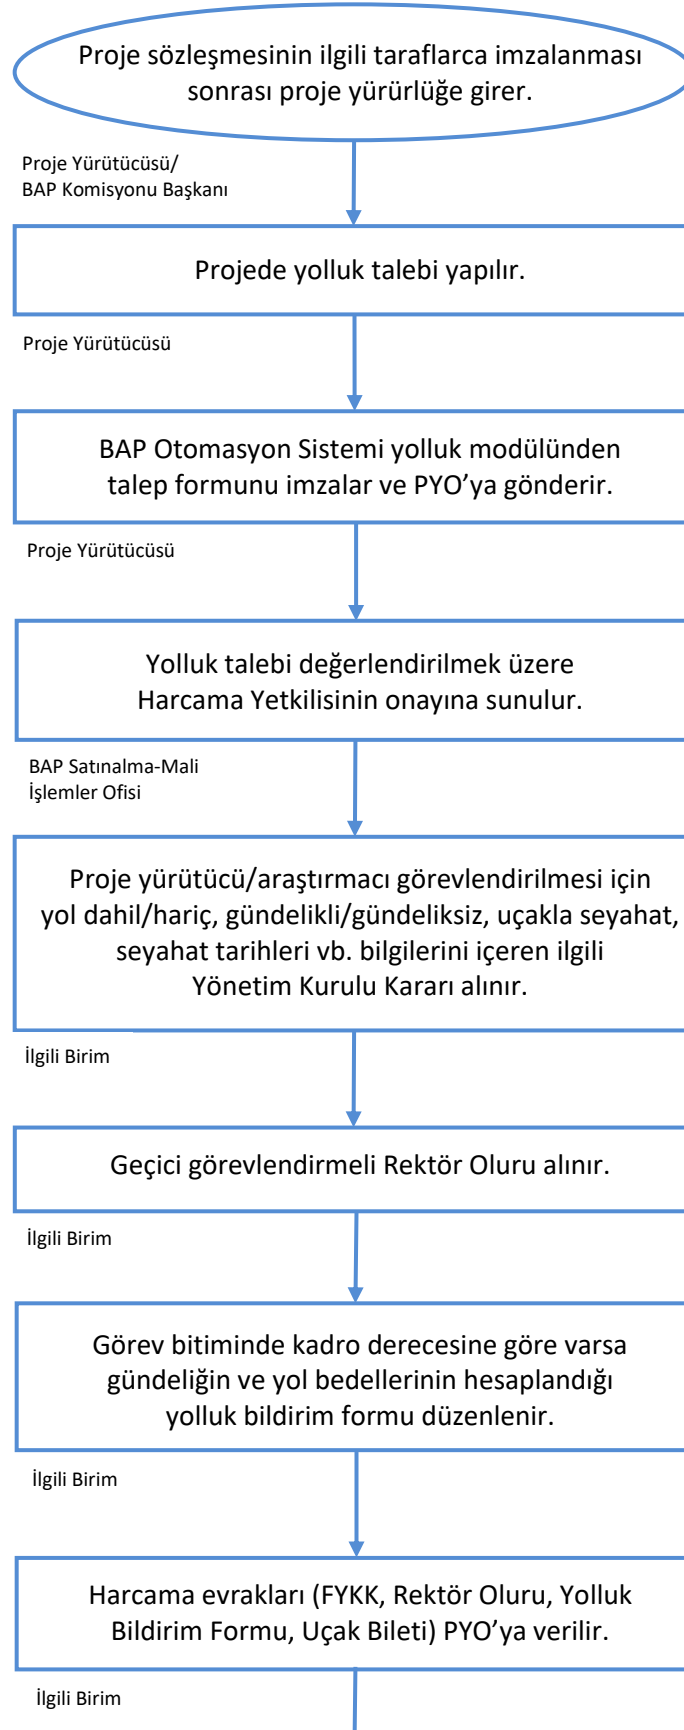 Proje sözleşmesinin ilgili taraflarca imzalanması
sonrası proje yürürlüğe girer.
Proje Yürütücüsü/
BAP Komisyonu Başkanı
Projede yolluk talebi yapılır.
Proje Yürütücüsü
BAP Otomasyon Sistemi yolluk modülünden
talep formunu imzalar ve PYO’ya gönderir.
Proje Yürütücüsü
Yolluk talebi değerlendirilmek üzere
Harcama Yetkilisinin onayına sunulur.
BAP Satınalma-Mali
İşlemler Ofisi
Proje yürütücü/araştırmacı görevlendirilmesi için
yol dahil/hariç, gündelikli/gündeliksiz, uçakla seyahat,
seyahat tarihleri vb. bilgilerini içeren ilgili
Yönetim Kurulu Kararı alınır.
İlgili Birim
Geçici görevlendirmeli Rektör Oluru alınır.
İlgili Birim
Görev bitiminde kadro derecesine göre varsa
gündeliğin ve yol bedellerinin hesaplandığı
yolluk bildirim formu düzenlenir.
İlgili Birim
Harcama evrakları (FYKK, Rektör Oluru, Yolluk
Bildirim Formu, Uçak Bileti) PYO’ya verilir.
İlgili Birim